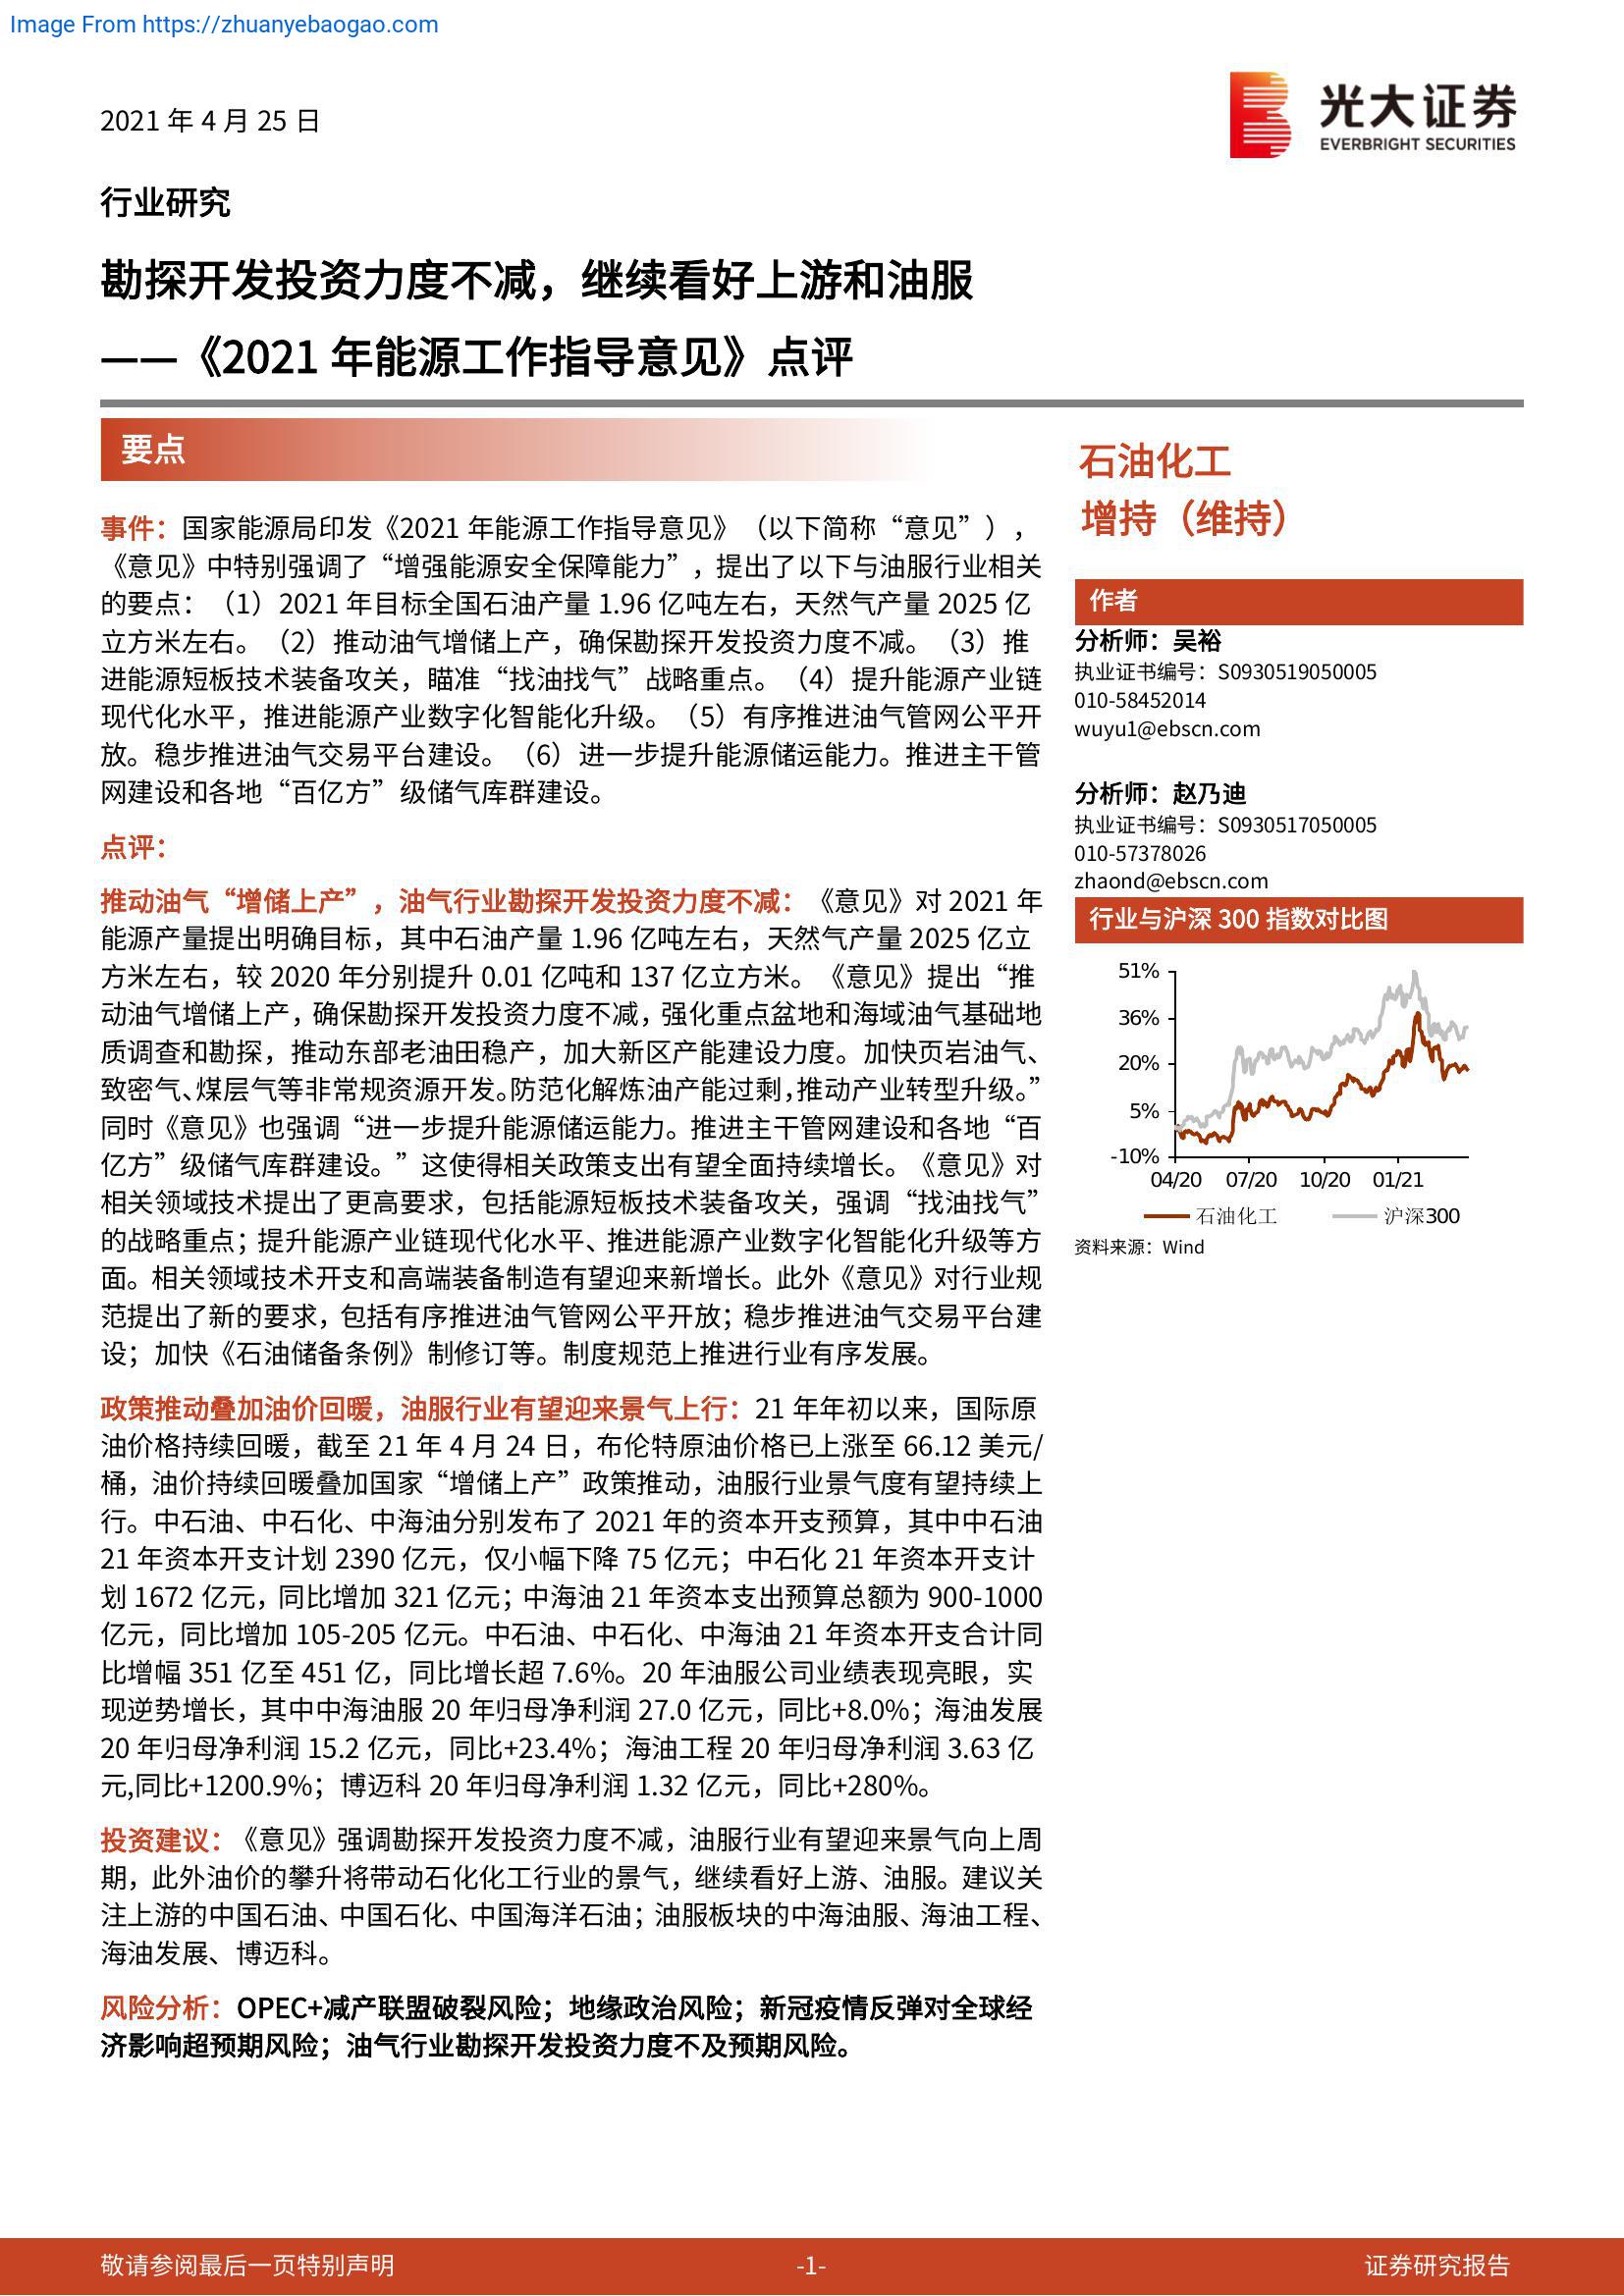 Image From https://zhuanyebaogao.com
2021 年 4 月 25 日
光大证券
EVERBRIGHT SECURITIES
行业研究
勘探开发投资力度不减，继续看好上游和油服
——《2021 年能源工作指导意见》点评
要点
事件：国家能源局印发《2021 年能源工作指导意见》（以下简称“意见”），
《意见》中特别强调了“增强能源安全保障能力”，提出了以下与油服行业相关
的要点：（1）2021 年目标全国石油产量 1.96 亿吨左右，天然气产量 2025 亿
立方米左右。（2）推动油气增储上产，确保勘探开发投资力度不减。（3）推
进能源短板技术装备攻关，瞄准“找油找气”战略重点。（4）提升能源产业链
现代化水平，推进能源产业数字化智能化升级。（5）有序推进油气管网公平开
放。稳步推进油气交易平台建设。（6）进一步提升能源储运能力。推进主干管
网建设和各地“百亿方”级储气库群建设。
点评：
推动油气“增储上产”，油气行业勘探开发投资力度不减：《意见》对 2021 年
能源产量提出明确目标，其中石油产量 1.96 亿吨左右，天然气产量 2025 亿立
方米左右，较 2020 年分别提升 0.01 亿吨和 137 亿立方米。《意见》提出“推
动油气增储上产，确保勘探开发投资力度不减，强化重点盆地和海域油气基础地
质调查和勘探，推动东部老油田稳产，加大新区产能建设力度。加快页岩油气、
致密气、煤层气等非常规资源开发。防范化解炼油产能过剩，推动产业转型升级。”
同时《意见》也强调“进一步提升能源储运能力。推进主干管网建设和各地“百
亿方”级储气库群建设。”这使得相关政策支出有望全面持续增长。《意见》对
相关领域技术提出了更高要求，包括能源短板技术装备攻关，强调“找油找气”
的战略重点；提升能源产业链现代化水平、推进能源产业数字化智能化升级等方
面。相关领域技术开支和高端装备制造有望迎来新增长。此外《意见》对行业规
范提出了新的要求，包括有序推进油气管网公平开放；稳步推进油气交易平台建
设；加快《石油储备条例》制修订等。制度规范上推进行业有序发展。
政策推动叠加油价回暖，油服行业有望迎来景气上行：21 年年初以来，国际原
油价格持续回暖，截至 21 年 4 月 24 日，布伦特原油价格已上涨至 66.12 美元/
桶，油价持续回暖叠加国家“增储上产”政策推动，油服行业景气度有望持续上
行。中石油、中石化、中海油分别发布了 2021 年的资本开支预算，其中中石油
21 年资本开支计划 2390 亿元，仅小幅下降 75 亿元；中石化 21 年资本开支计
划 1672 亿元，同比增加 321 亿元；中海油 21 年资本支出预算总额为 900-1000
亿元，同比增加 105-205 亿元。中石油、中石化、中海油 21 年资本开支合计同
比增幅 351 亿至 451 亿，同比增长超 7.6%。20 年油服公司业绩表现亮眼，实
现逆势增长，其中中海油服 20 年归母净利润 27.0 亿元，同比+8.0%；海油发展
20 年归母净利润 15.2 亿元，同比+23.4%；海油工程 20 年归母净利润 3.63 亿
元,同比+1200.9%；博迈科 20 年归母净利润 1.32 亿元，同比+280%。
投资建议：《意见》强调勘探开发投资力度不减，油服行业有望迎来景气向上周
期，此外油价的攀升将带动石化化工行业的景气，继续看好上游、油服。建议关
注上游的中国石油、中国石化、中国海洋石油；油服板块的中海油服、海油工程、
海油发展、博迈科。
风险分析：OPEC+减产联盟破裂风险；地缘政治风险；新冠疫情反弹对全球经
济影响超预期风险；油气行业勘探开发投资力度不及预期风险。
石油化工
增持（维持）
作者
分析师：吴裕
执业证书编号：S0930519050005
010-58452014
wuyu1@ebscn.com
分析师：赵乃迪
执业证书编号：S0930517050005
010-57378026
zhaond@ebscn.com
行业与沪深 300 指数对比图
51%
36%
20%
5%
-10%
04/20 07/20 10/20 01/21
石油化工 沪深300
资料来源：Wind
敬请参阅最后一页特别声明 -1- 证券研究报告